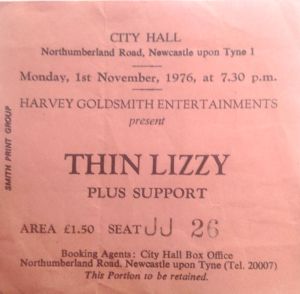 CITY HALL
Northumberland Road, Newcastle upon Tyne 1
Monday, 1st November, 1976, at 7.30 p.m.
HARVEY GOLDSMITH ENTERTAINMENTS
present
THIN LIZZY
PLUS SUPPORT
AREA £1.50 SEAT JJ 26
Booking Agents: City Hall Box Office
Northumberland Road, Newcastle upon Tyne (Tel. 20007)
This Portion to be retained.
SMITH PRINT GROUP